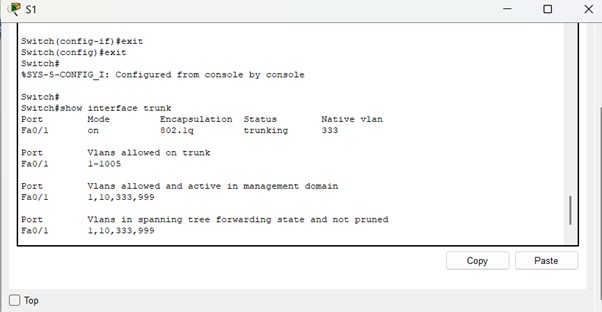 S1
Switch(config-if)#exit
Switch(config)#exit
Switch#
%SYS-5-CONFIG_I: Configured from console by console
Switch#
Switch#show interface trunk
Port Mode Encapsulation Status Native vlan
Fa0/1 on 802.1q trunking 333
Port Vlans allowed on trunk
Fa0/1 1-1005
Port Vlans allowed and active in management domain
Fa0/1 1,10,333,999
Port Vlans in spanning tree forwarding state and not pruned
Fa0/1 1,10,333,999
Copy Paste
Top